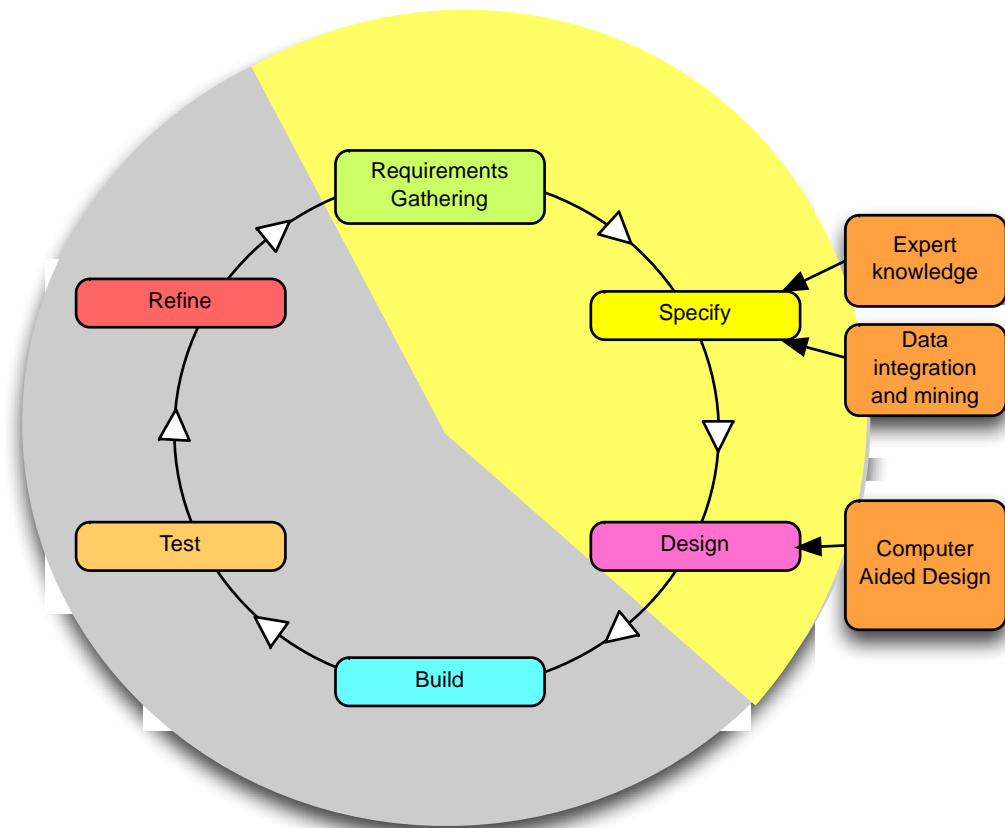 Requirements
Gathering
Expert
knowledge
Refine
Specify
Data
integration
and mining
Test
Design
Computer
Aided Design
Build